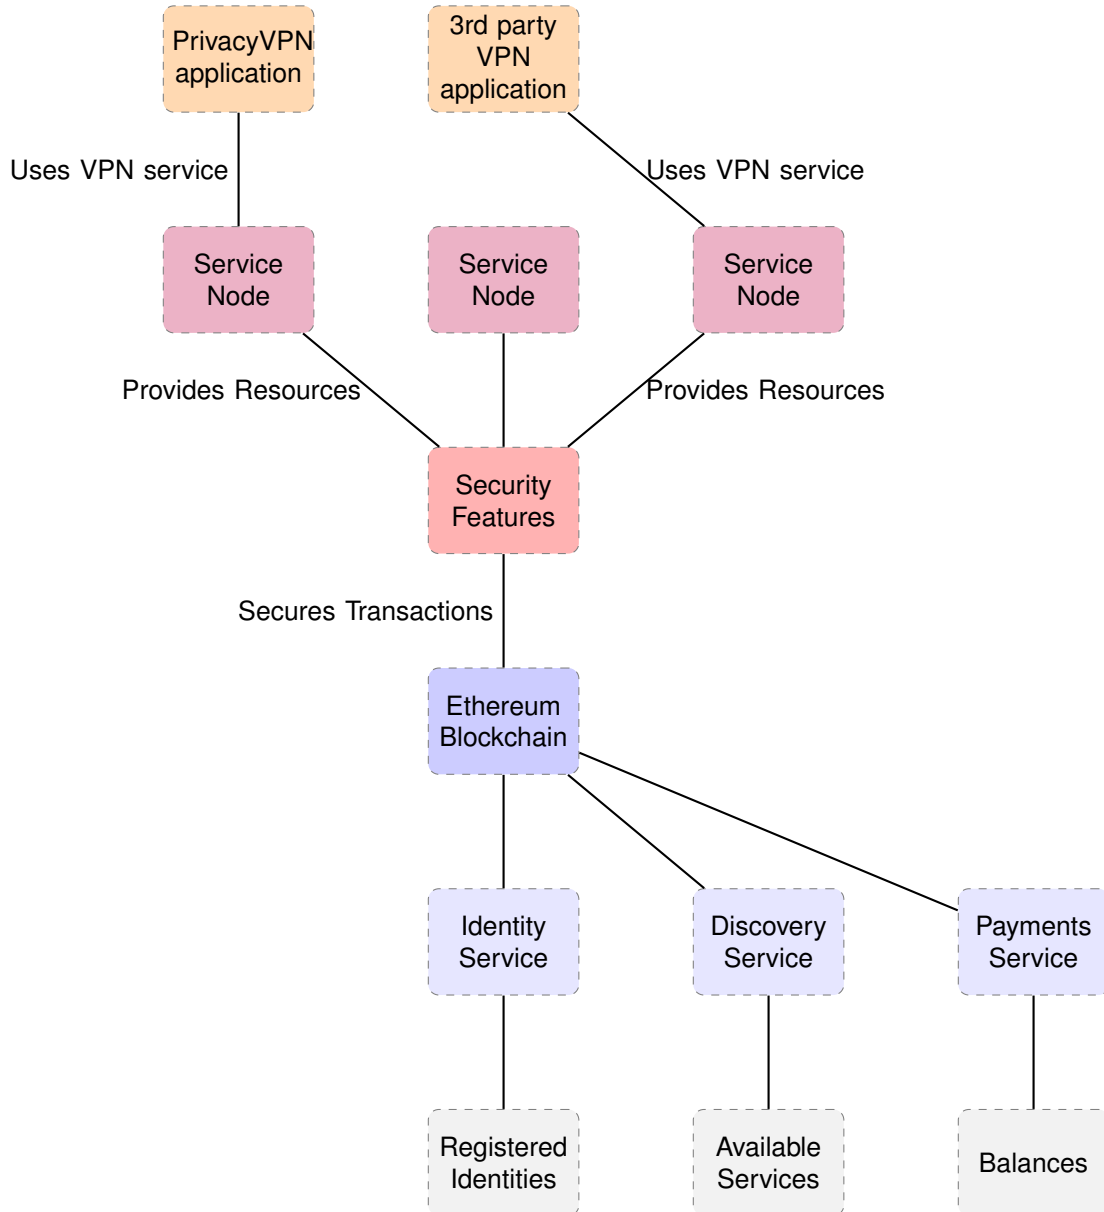 PrivacyVPN
application
3rd party
VPN
application
Uses VPN service
Uses VPN service
Service
Node
Service
Node
Service
Node
Provides Resources
Provides Resources
Security
Features
Secures Transactions
Ethereum
Blockchain
Identity
Service
Discovery
Service
Payments
Service
Registered
Identities
Available
Services
Balances